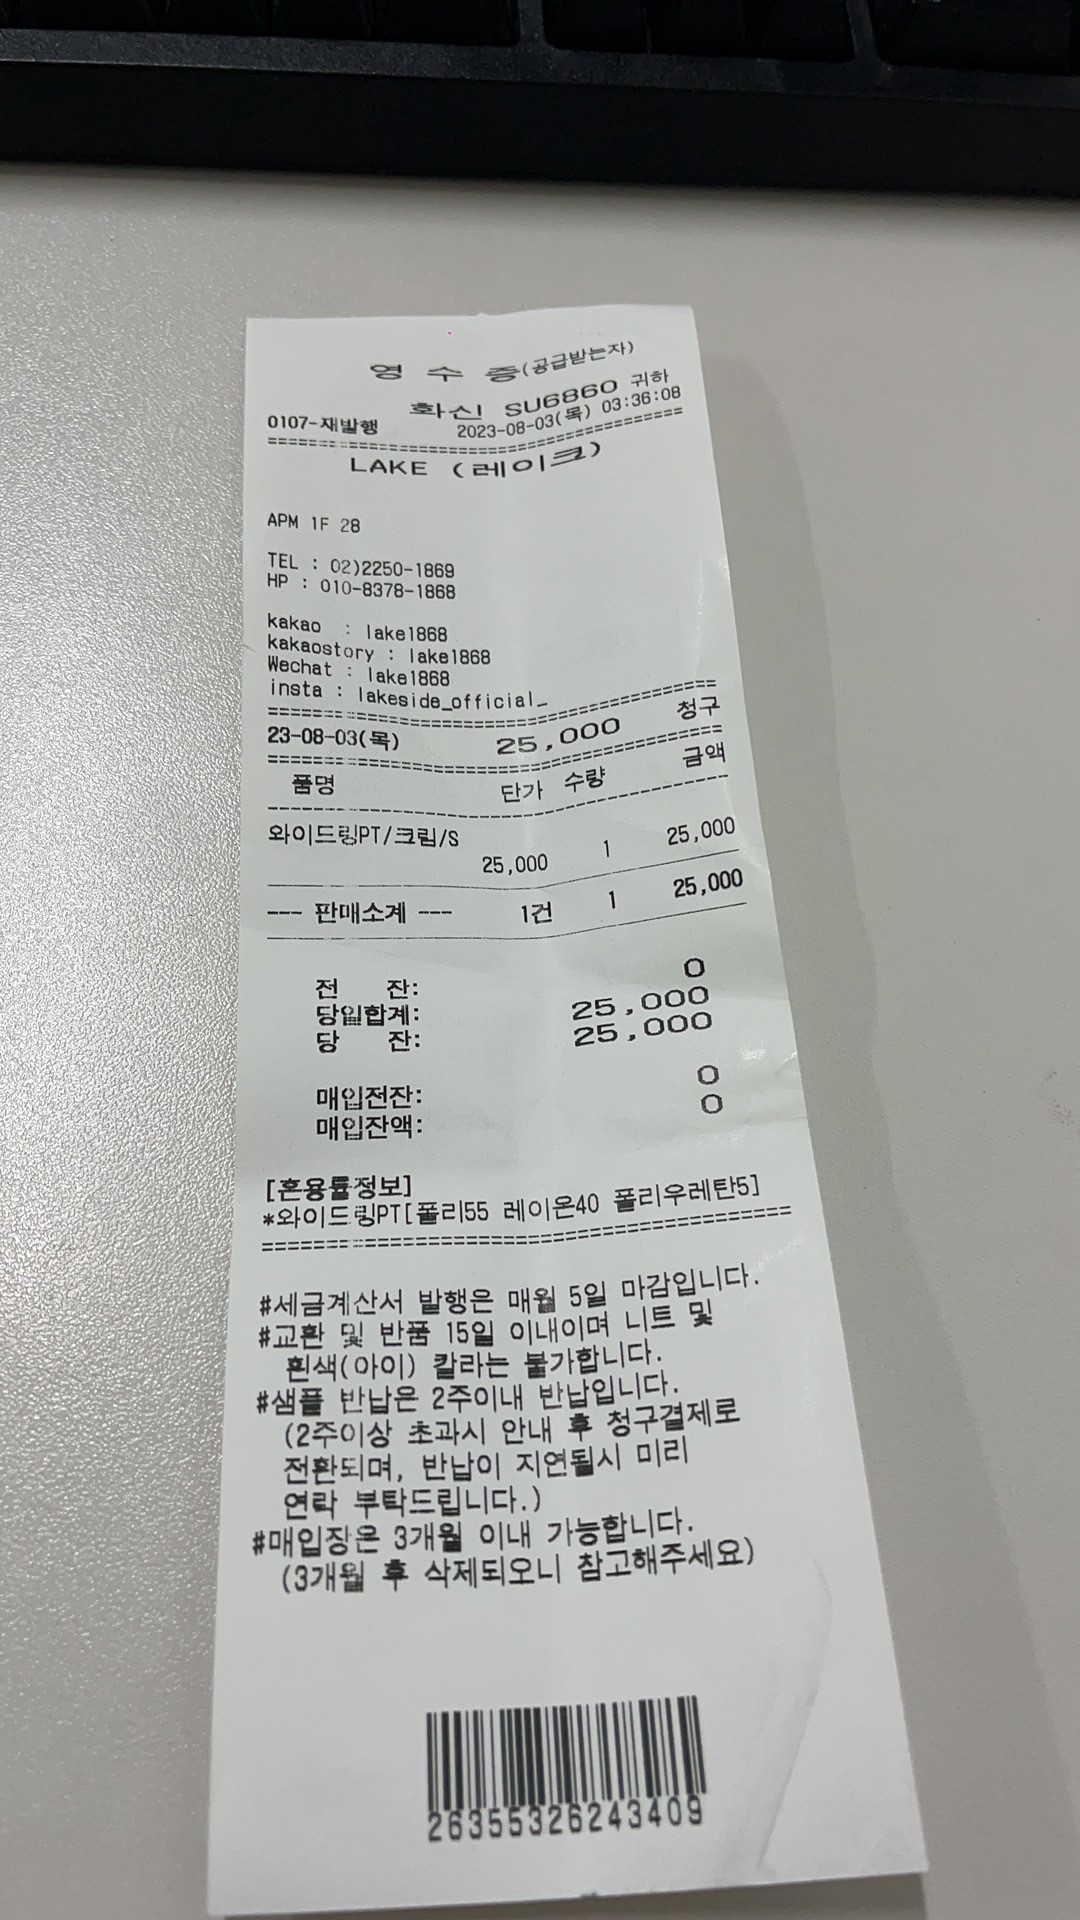 영 수 증(공급받는자)
화신 SU6860 귀하
0107-재발행 2023-08-03(목) 03:36:08
LAKE (레이크)
APM 1F 28
TEL : 02)2250-1869
HP : 010-8378-1868
kakao : lake1868
kakaostory : lake1868
Wechat : lake1868
insta : lakeside_official_
23-08-03(목) 25,000 청구
품명 단가 수량 금액
와이드링PT/크림/S
25,000 1 25,000
--- 판매소계 --- 1건 1 25,000
전 잔: 0
당일합계: 25,000
당 잔: 25,000
매입전잔: 0
매입잔액: 0
[혼용률정보]
*와이드링PT[폴리55 레이온40 폴리우레탄5]
#세금계산서 발행은 매월 5일 마감입니다.
#교환 및 반품 15일 이내이며 니트 및
흰색(아이) 칼라는 불가합니다.
#샘플 반납은 2주이내 반납입니다.
(2주이상 초과시 안내 후 청구결제로
전환되며, 반납이 지연될시 미리
연락 부탁드립니다.)
#매입장은 3개월 이내 가능합니다.
(3개월 후 삭제되오니 참고해주세요)
26355326243409